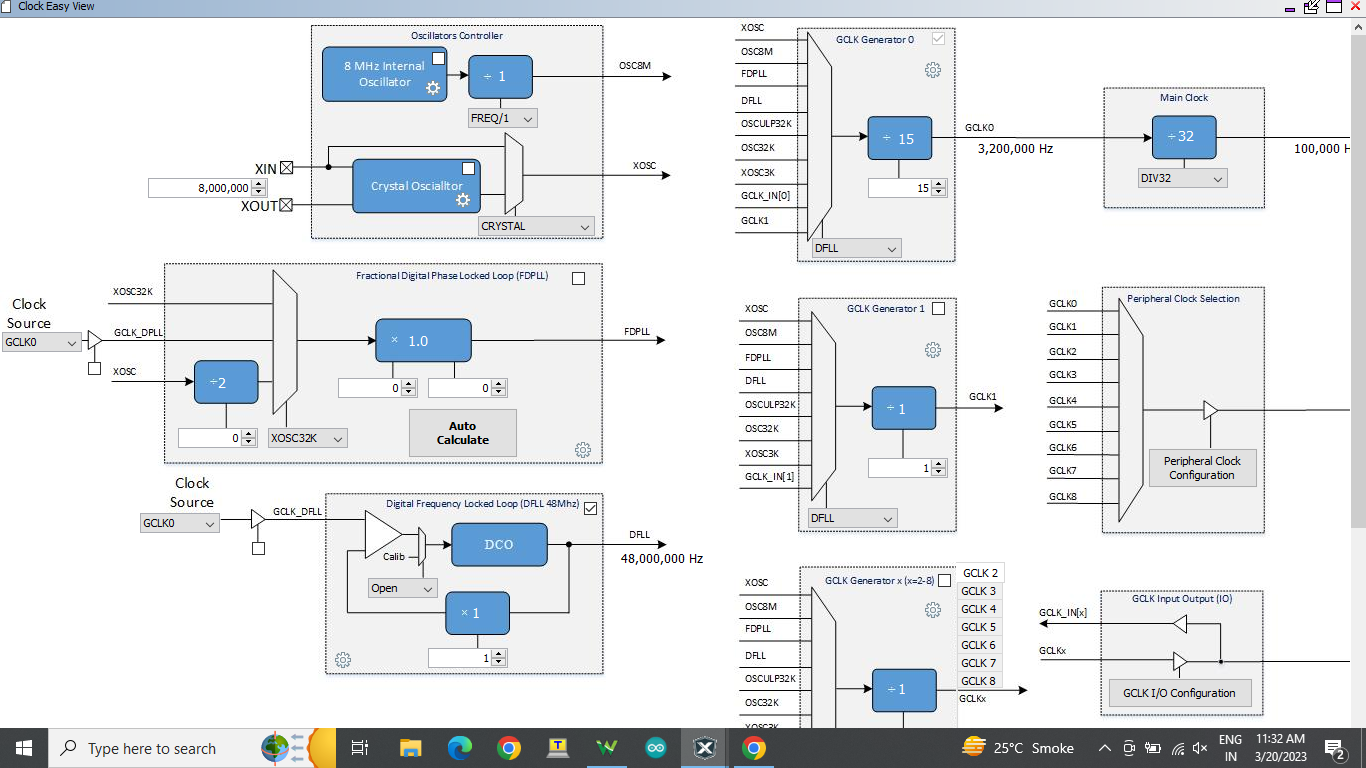 Clock Easy View
Oscillators Controller
8 MHz Internal
Oscillator
÷ 1
FREQ/1
OSC8M
XIN
8,000,000
XOUT
Crystal Oscialltor
CRYSTAL
XOSC
Fractional Digital Phase Locked Loop (FDPLL)
Clock
Source
GCLK0
XOSC32K
GCLK_DPLL
XOSC
÷2
0
XOSC32K
× 1.0
0
0
Auto
Calculate
FDPLL
Clock
Source
GCLK0
GCLK_DFLL
Digital Frequency Locked Loop (DFLL 48Mhz)
Calib
Open
DCO
× 1
1
DFLL
48,000,000 Hz
XOSC
OSC8M
FDPLL
DFLL
OSCULP32K
OSC32K
XOSC3K
GCLK_IN[0]
GCLK1
GCLK Generator 0
÷ 15
15
DFLL
GCLK0
3,200,000 Hz
Main Clock
÷32
DIV32
100,000 H
XOSC
OSC8M
FDPLL
DFLL
OSCULP32K
OSC32K
XOSC3K
GCLK_IN[1]
GCLK Generator 1
÷ 1
1
DFLL
GCLK1
Peripheral Clock Selection
GCLK0
GCLK1
GCLK2
GCLK3
GCLK4
GCLK5
GCLK6
GCLK7
GCLK8
Peripheral Clock
Configuration
XOSC
OSC8M
FDPLL
DFLL
OSCULP32K
OSC32K
XOSC3K
GCLK Generator x (x=2-8)
÷1
GCLK 2
GCLK 3
GCLK 4
GCLK 5
GCLK 6
GCLK 7
GCLK 8
GCLKx
GCLK Input Output (IO)
GCLK_IN[x]
GCLKx
GCLK I/O Configuration
Type here to search
25°C Smoke
ENG
IN
11:32 AM
3/20/2023
2